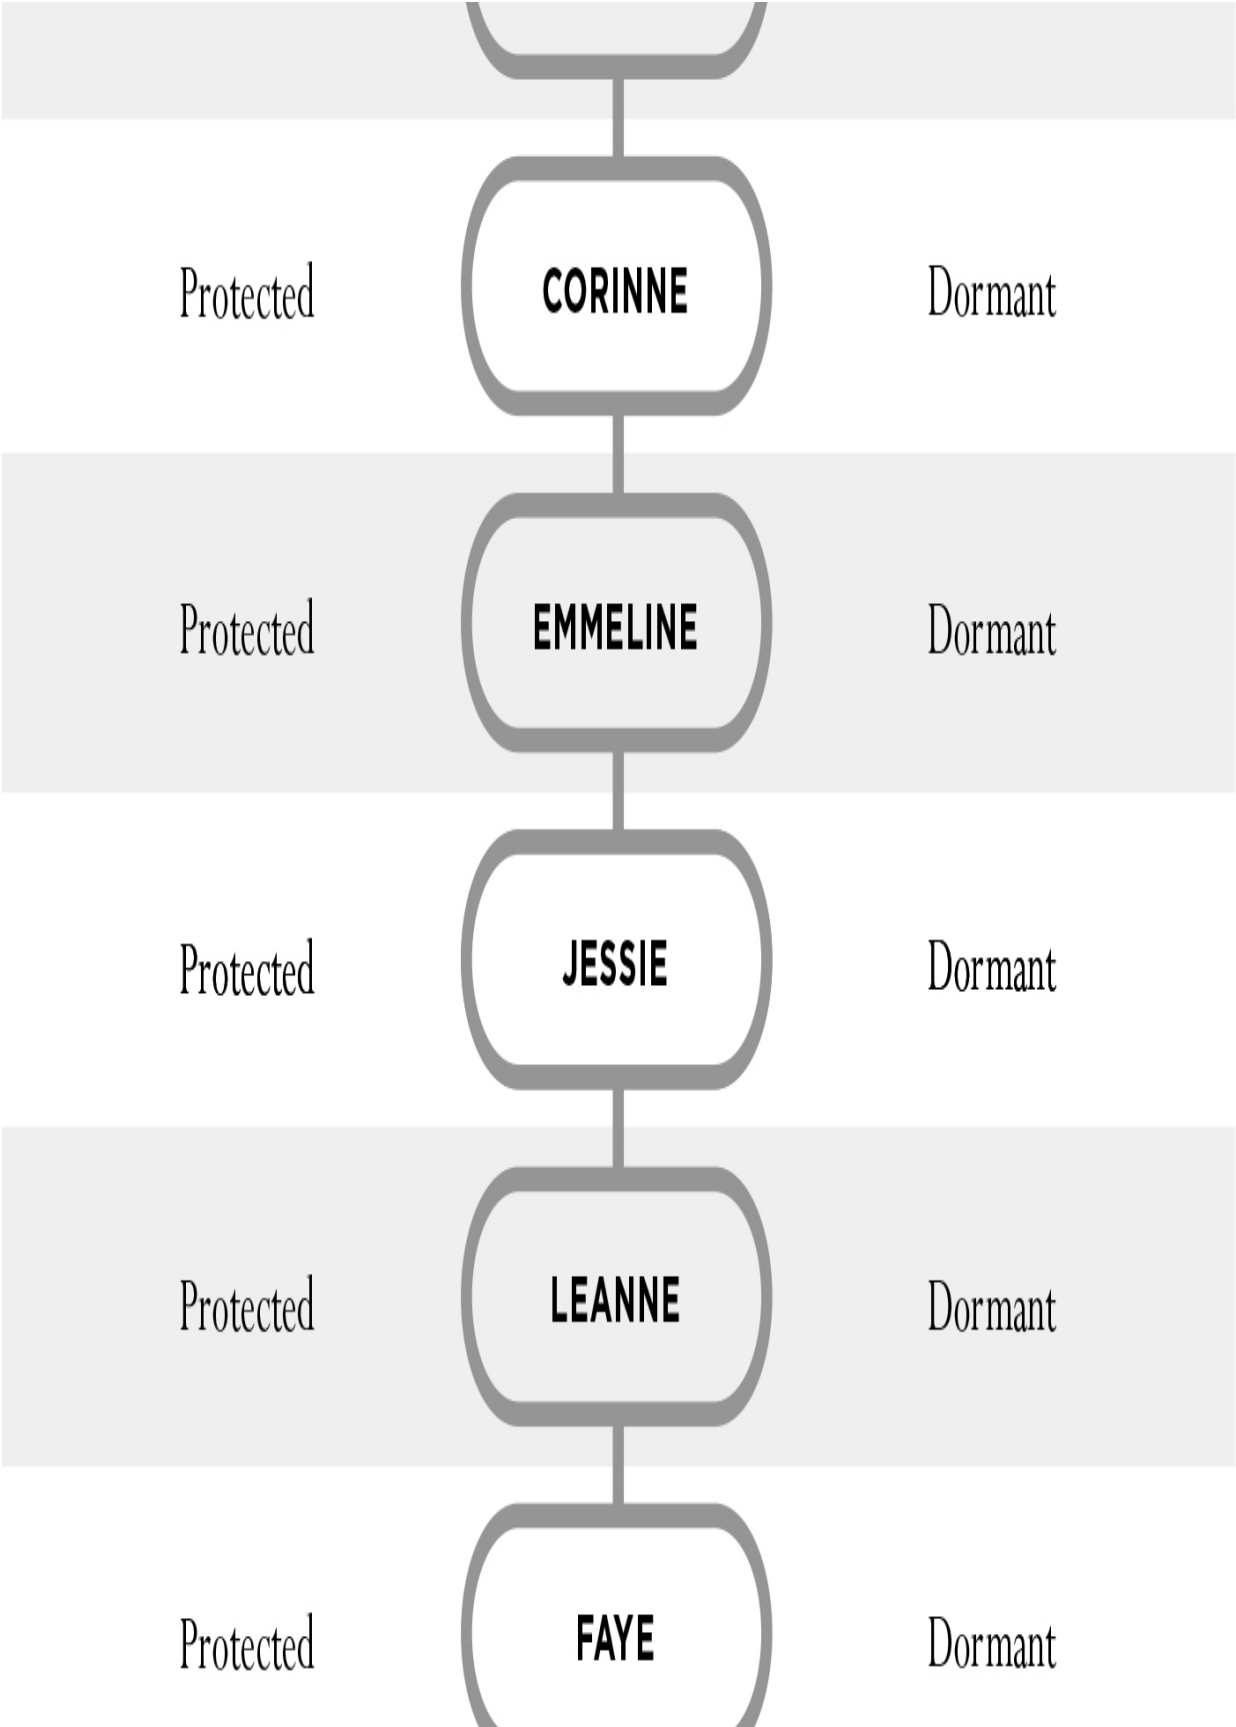 Protected CORINNE Dormant
Protected EMMELINE Dormant
Protected JESSIE Dormant
Protected LEANNE Dormant
Protected FAYE Dormant